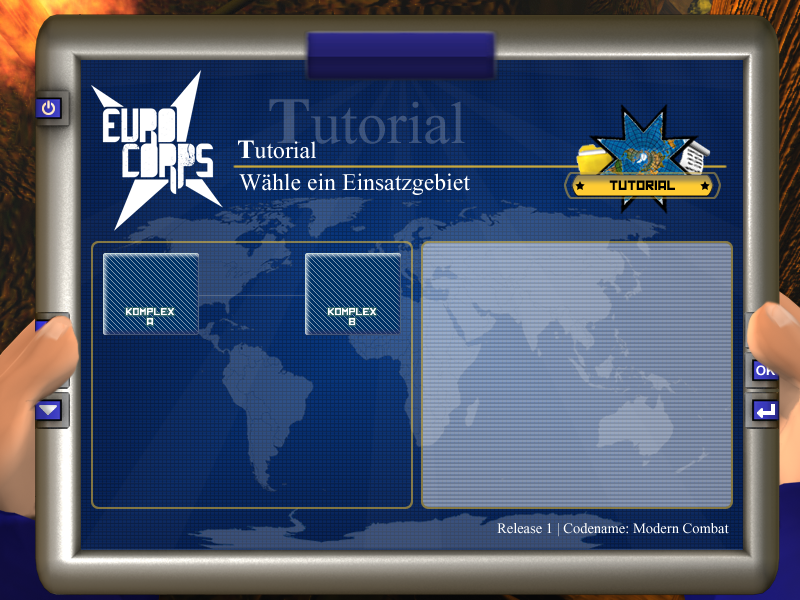 EURO
CORPS
Tutorial
Tutorial
Wähle ein Einsatzgebiet
TUTORIAL
KOMPLEX
A
KOMPLEX
B
OK
Release 1 | Codename: Modern Combat